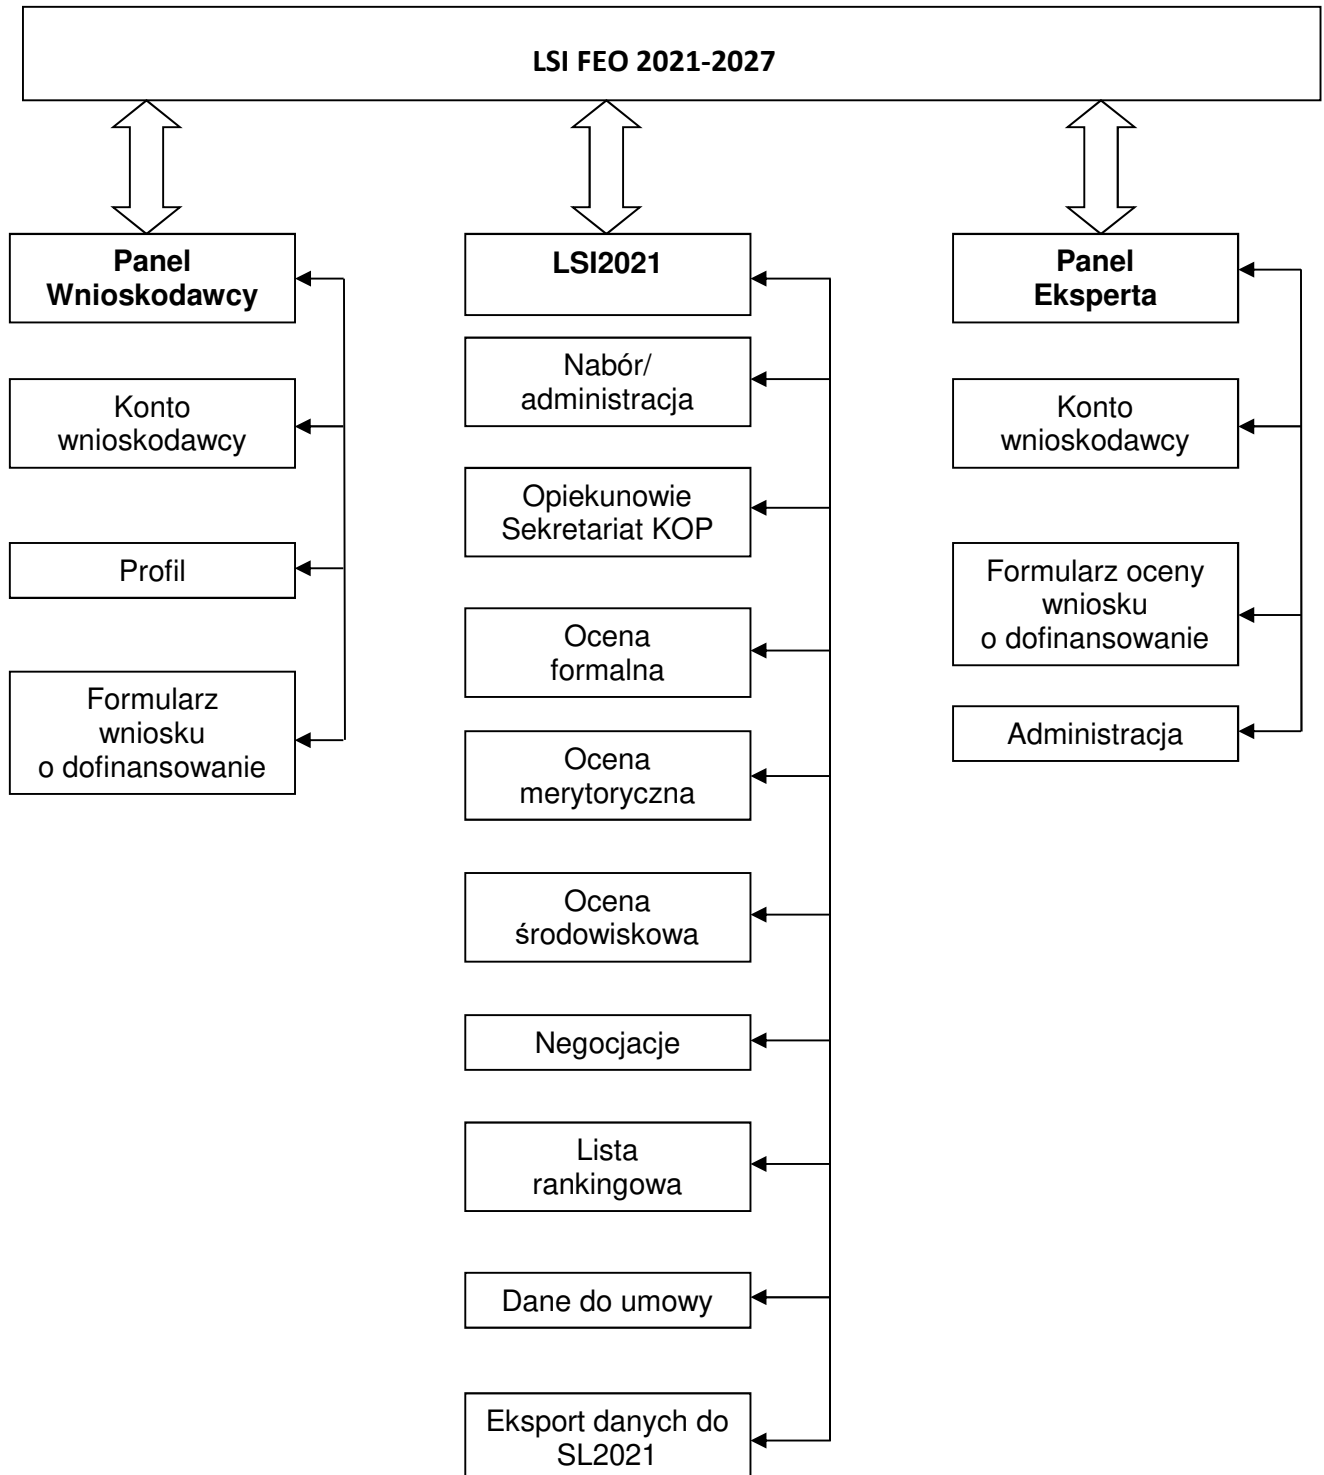 LSI FEO 2021-2027
Panel
Wnioskodawcy
Konto
wnioskodawcy
Profil
Formularz
wniosku
o dofinansowanie
LSI2021
Nabór/
administracja
Opiekunowie
Sekretariat KOP
Ocena
formalna
Ocena
merytoryczna
Ocena
środowiskowa
Negocjacje
Lista
rankingowa
Dane do umowy
Eksport danych do
SL2021
Panel
Eksperta
Konto
wnioskodawcy
Formularz oceny
wniosku
o dofinansowanie
Administracja